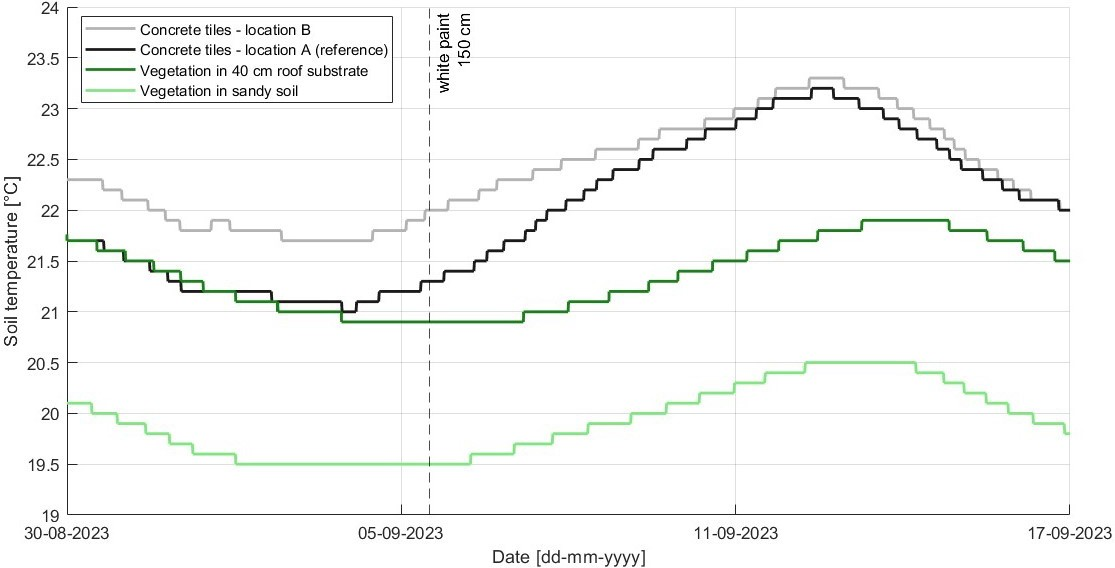 24
23.5
23
22.5
22
21.5
21
20.5
20
19.5
19
Soil temperature [°C]
Concrete tiles - location B
Concrete tiles - location A (reference)
Vegetation in 40 cm roof substrate
Vegetation in sandy soil
white paint
150 cm
30-08-2023
05-09-2023
11-09-2023
17-09-2023
Date [dd-mm-yyyy]